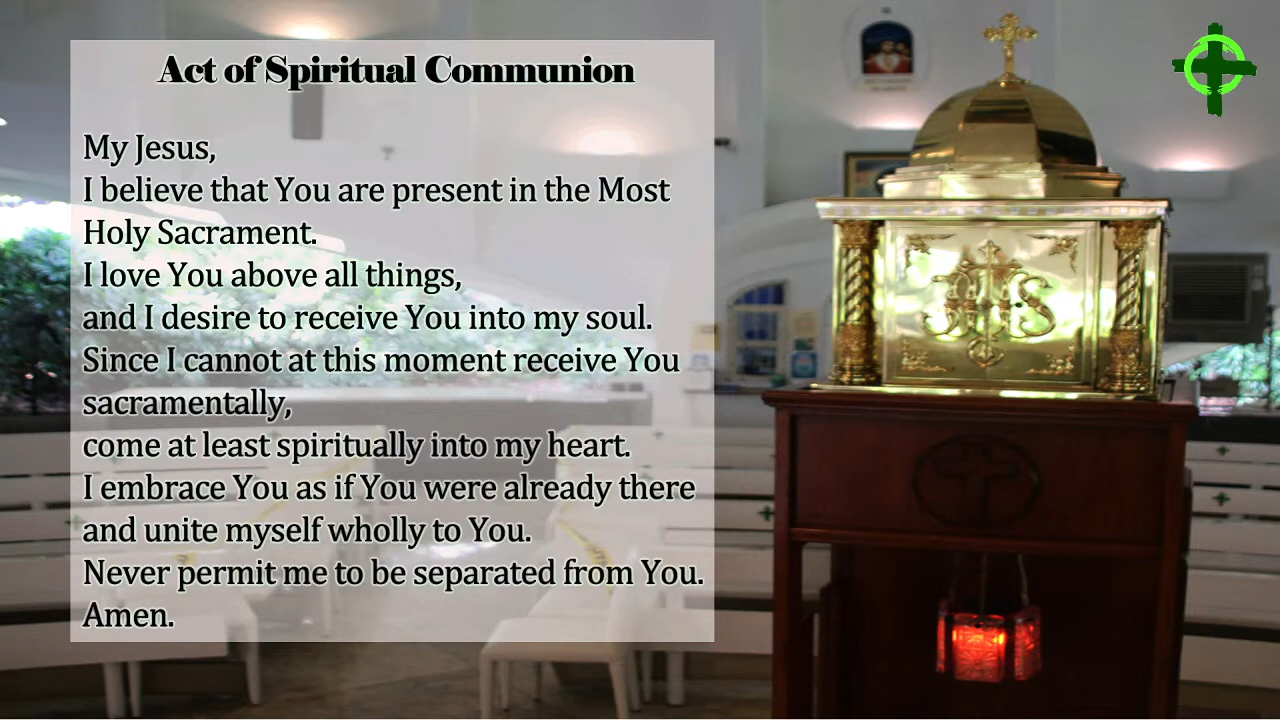 Act of Spiritual Communion
My Jesus,
I believe that You are present in the Most
Holy Sacrament.
I love You above all things,
and I desire to receive You into my soul.
Since I cannot at this moment receive You
sacramentally,
come at least spiritually into my heart.
I embrace You as if You were already there
and unite myself wholly to You.
Never permit me to be separated from You.
Amen.
IHS